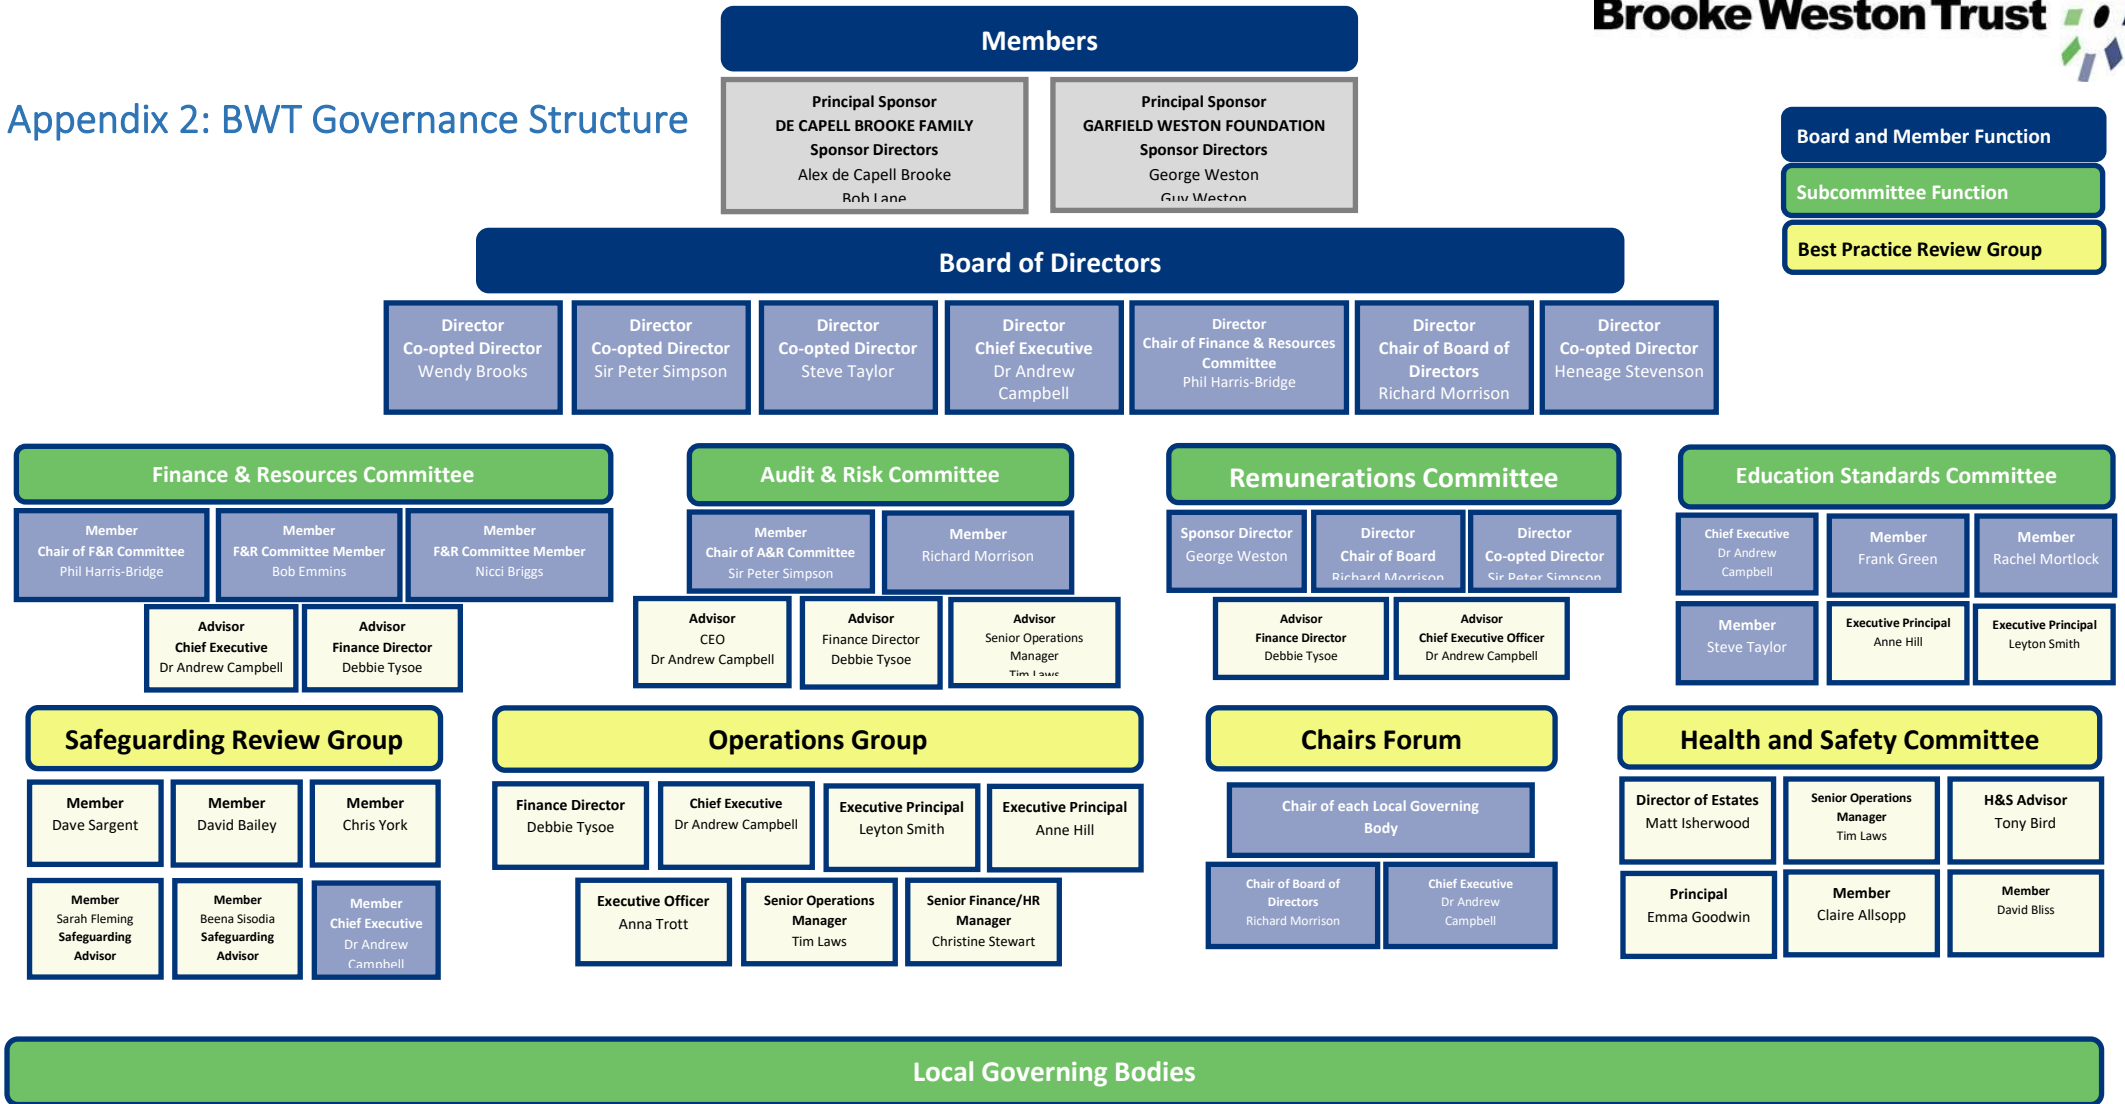 Brooke Weston Trust
Appendix 2: BWT Governance Structure
Members
Principal Sponsor
DE CAPELL BROOKE FAMILY
Sponsor Directors
Alex de Capell Brooke
Bob Lane
Principal Sponsor
GARFIELD WESTON FOUNDATION
Sponsor Directors
George Weston
Guy Weston
Board and Member Function
Subcommittee Function
Best Practice Review Group
Board of Directors
Director
Co-opted Director
Wendy Brooks
Director
Co-opted Director
Sir Peter Simpson
Director
Co-opted Director
Steve Taylor
Director
Chief Executive
Dr Andrew
Campbell
Director
Chair of Finance & Resources
Committee
Phil Harris-Bridge
Director
Chair of Board of
Directors
Richard Morrison
Director
Co-opted Director
Heneage Stevenson
Finance & Resources Committee
Member
Chair of F&R Committee
Phil Harris-Bridge
Member
F&R Committee Member
Bob Emmins
Member
F&R Committee Member
Nicci Briggs
Advisor
Chief Executive
Dr Andrew Campbell
Advisor
Finance Director
Debbie Tysoe
Audit & Risk Committee
Member
Chair of A&R Committee
Sir Peter Simpson
Member
Richard Morrison
Advisor
CEO
Dr Andrew Campbell
Advisor
Finance Director
Debbie Tysoe
Advisor
Senior Operations
Manager
Tim Laws
Remunerations Committee
Sponsor Director
George Weston
Director
Chair of Board
Richard Morrison
Director
Co-opted Director
Sir Peter Simpson
Advisor
Finance Director
Debbie Tysoe
Advisor
Chief Executive Officer
Dr Andrew Campbell
Education Standards Committee
Chief Executive
Dr Andrew
Campbell
Member
Frank Green
Member
Rachel Mortlock
Member
Steve Taylor
Executive Principal
Anne Hill
Executive Principal
Leyton Smith
Safeguarding Review Group
Member
Dave Sargent
Member
David Bailey
Member
Chris York
Member
Sarah Fleming
Safeguarding
Advisor
Member
Beena Sisodia
Safeguarding
Advisor
Member
Chief Executive
Dr Andrew
Campbell
Operations Group
Finance Director
Debbie Tysoe
Chief Executive
Dr Andrew Campbell
Executive Principal
Leyton Smith
Executive Principal
Anne Hill
Executive Officer
Anna Trott
Senior Operations
Manager
Tim Laws
Senior Finance/HR
Manager
Christine Stewart
Chairs Forum
Chair of each Local Governing
Body
Chair of Board of
Directors
Richard Morrison
Chief Executive
Dr Andrew
Campbell
Health and Safety Committee
Director of Estates
Matt Isherwood
Senior Operations
Manager
Tim Laws
H&S Advisor
Tony Bird
Principal
Emma Goodwin
Member
Claire Allsopp
Member
David Bliss
Local Governing Bodies